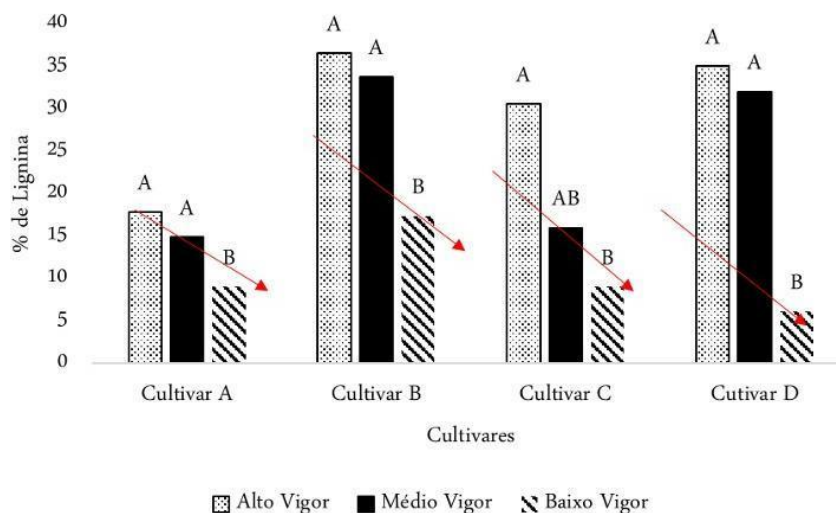 40
35
30
25
20
15
10
5
0
% de Lignina
A
A
B
A
A
B
A
AB
B
A
A
B
Cultivar A
Cultivar B
Cultivar C
Cutivar D
Cultivares
Alto Vigor
Médio Vigor
Baixo Vigor